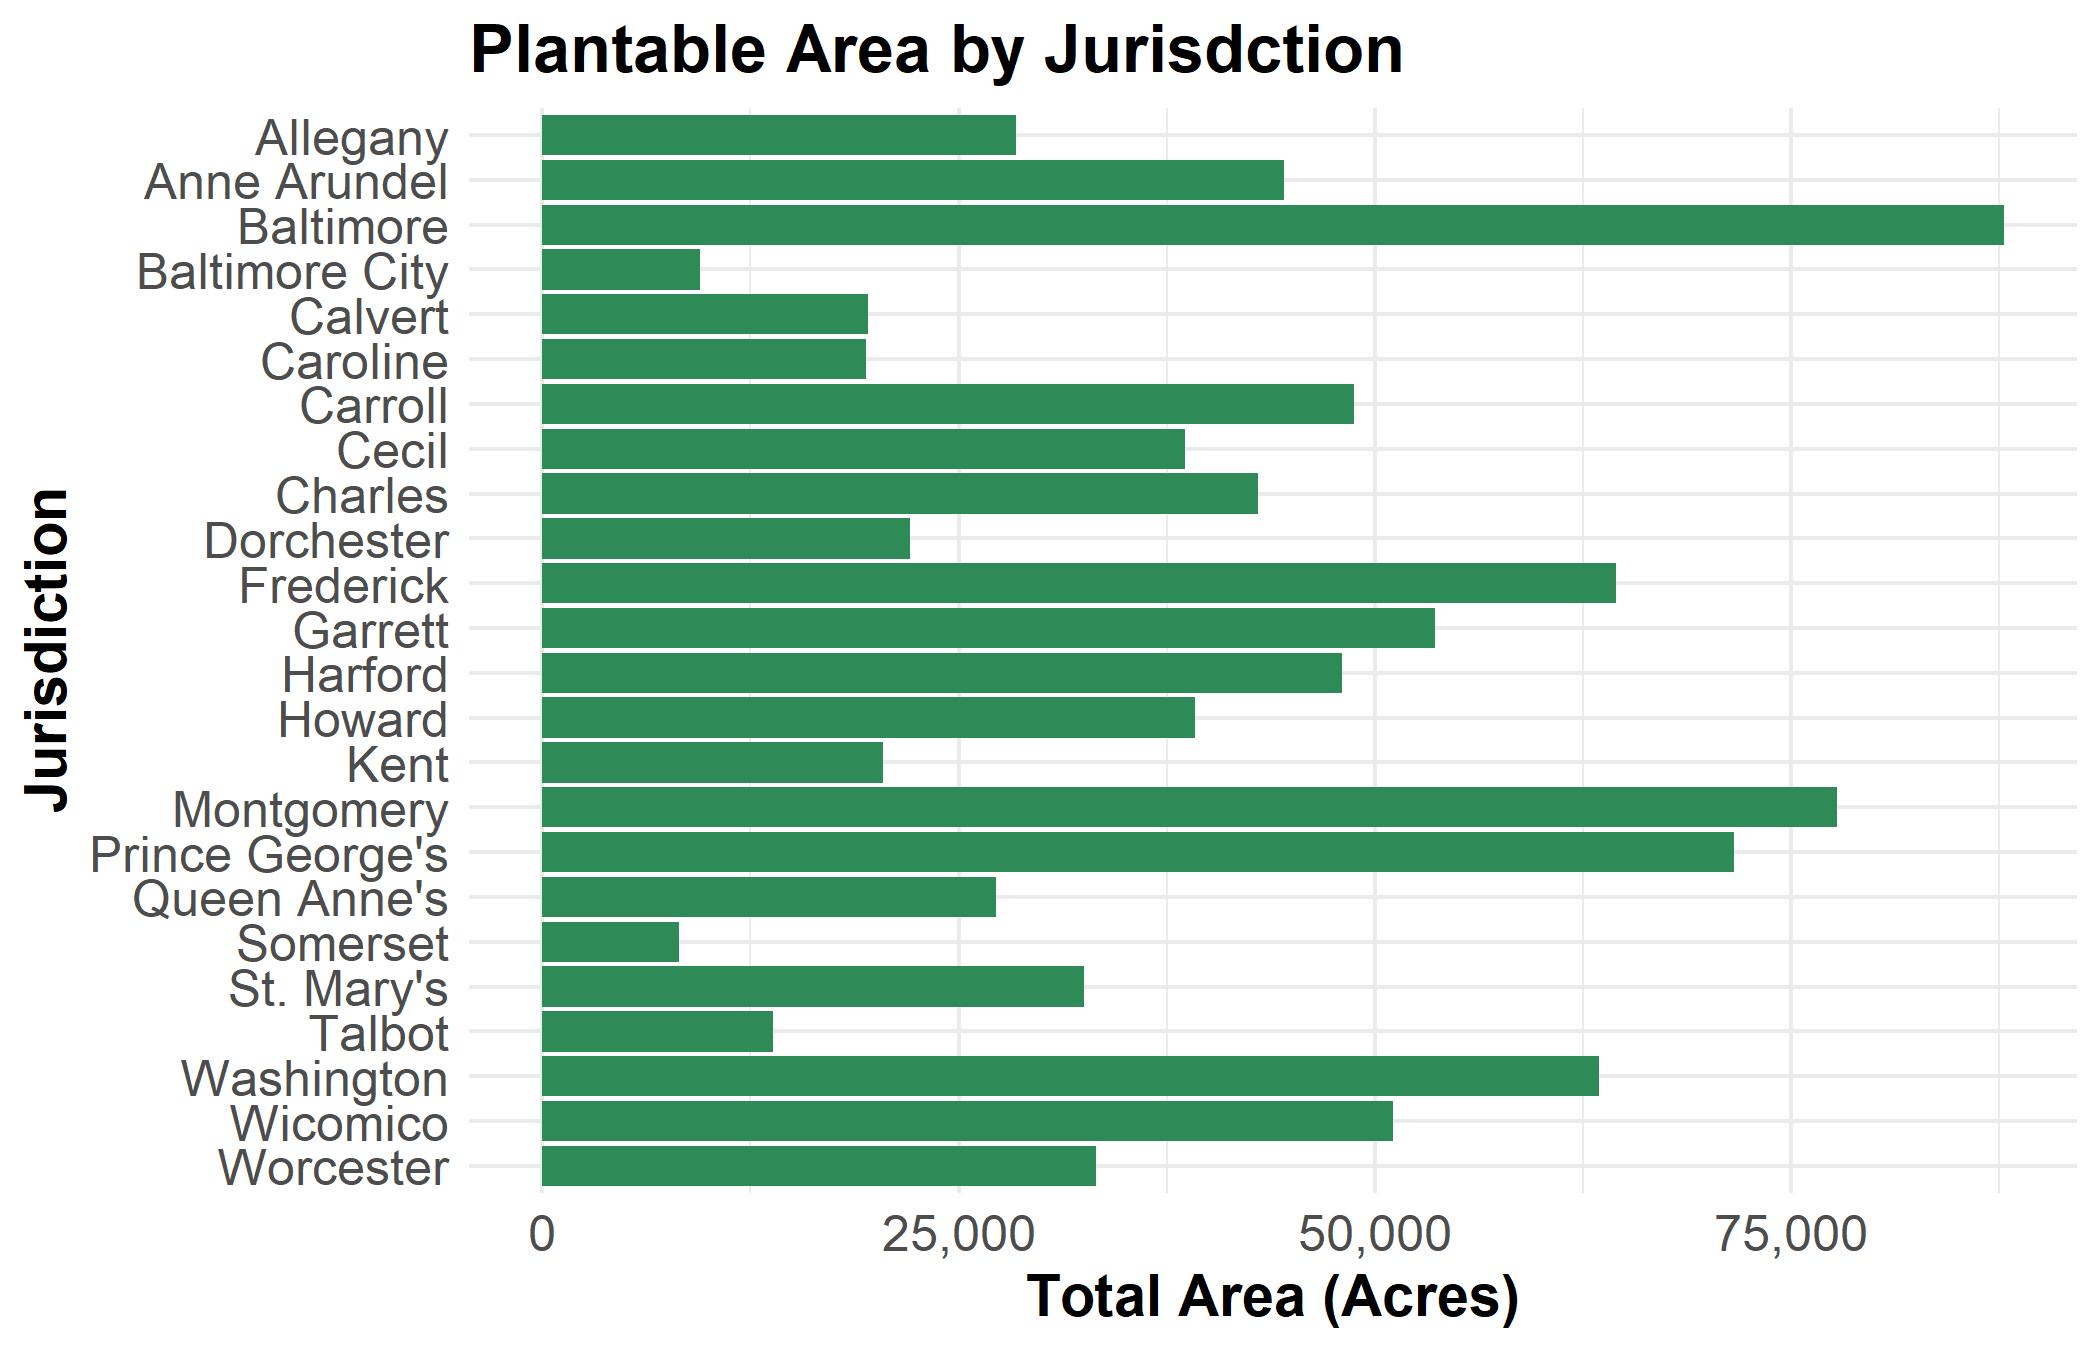 Plantable Area by Jurisdction
Allegany
Anne Arundel
Baltimore
Baltimore City
Calvert
Caroline
Carroll
Cecil
Charles
Dorchester
Frederick
Garrett
Harford
Howard
Kent
Montgomery
Prince George's
Queen Anne's
Somerset
St. Mary's
Talbot
Washington
Wicomico
Worcester
Jurisdiction
0 25,000 50,000 75,000
Total Area (Acres)